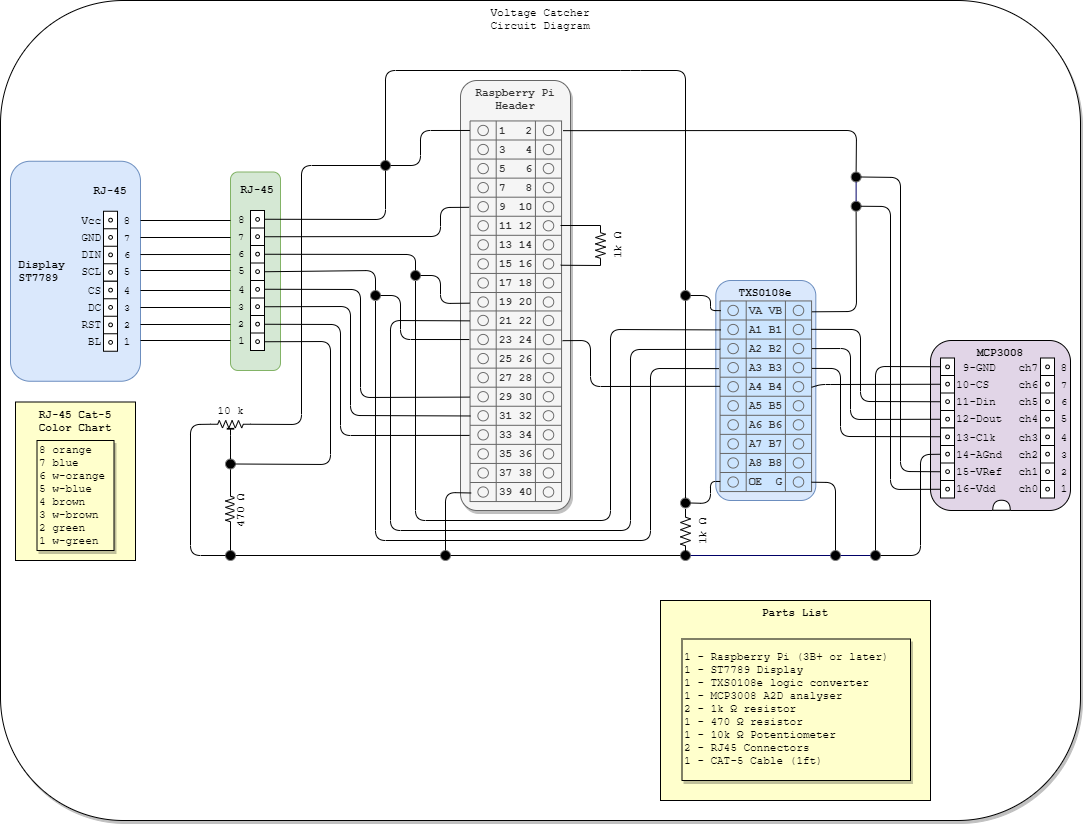 Voltage Catcher
Circuit Diagram
Raspberry Pi
Header
1 2
3 4
5 6
7 8
9 10
11 12
13 14
15 16
17 18
19 20
21 22
23 24
25 26
27 28
29 30
31 32
33 34
35 36
37 38
39 40
1k Ω
RJ-45
Vcc 8
GND 7
DIN 6
SCL 5
CS 4
DC 3
RST 2
BL 1
Display
ST7789
RJ-45
8
7
6
5
4
3
2
1
10 k
470 Ω
RJ-45 Cat-5
Color Chart
8 orange
7 blue
6 w-orange
5 w-blue
4 brown
3 w-brown
2 green
1 w-green
TXS0108e
VA VB
A1 B1
A2 B2
A3 B3
A4 B4
A5 B5
A6 B6
A7 B7
A8 B8
OE G
1k Ω
MCP3008
9-GND ch7 8
10-CS ch6 7
11-Din ch5 6
12-Dout ch4 5
13-Clk ch3 4
14-AGnd ch2 3
15-VRef ch1 2
16-Vdd ch0 1
Parts List
1 - Raspberry Pi (3B+ or later)
1 - ST7789 Display
1 - TXS0108e logic converter
1 - MCP3008 A2D analyser
2 - 1k Ω resistor
1 - 470 Ω resistor
1 - 10k Ω Potentiometer
2 - RJ45 Connectors
1 - CAT-5 Cable (1ft)